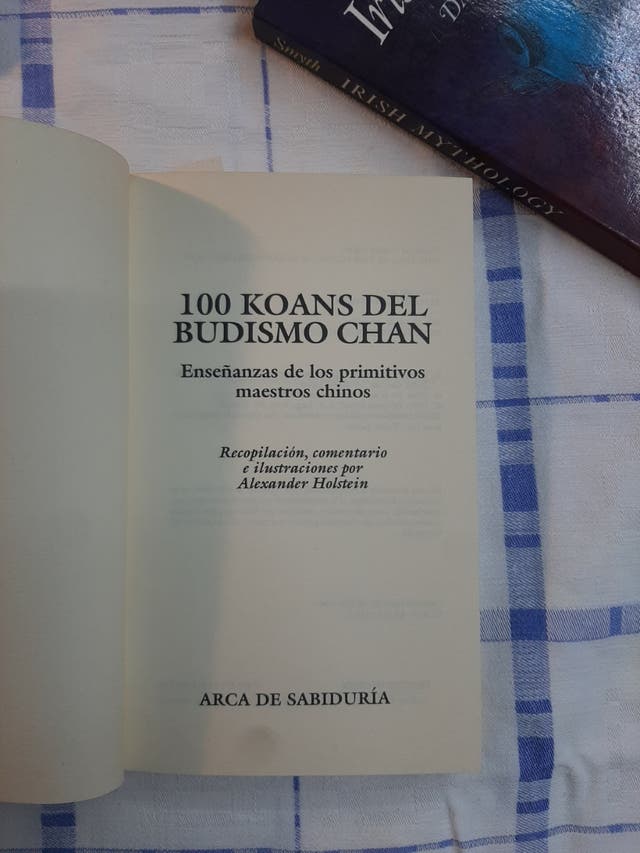 Smyth IRISH MYTHOLOGY
100 KOANS DEL
BUDISMO CHAN
Enseñanzas de los primitivos
maestros chinos
Recopilación, comentario
e ilustraciones por
Alexander Holstein
ARCA DE SABIDURÍA